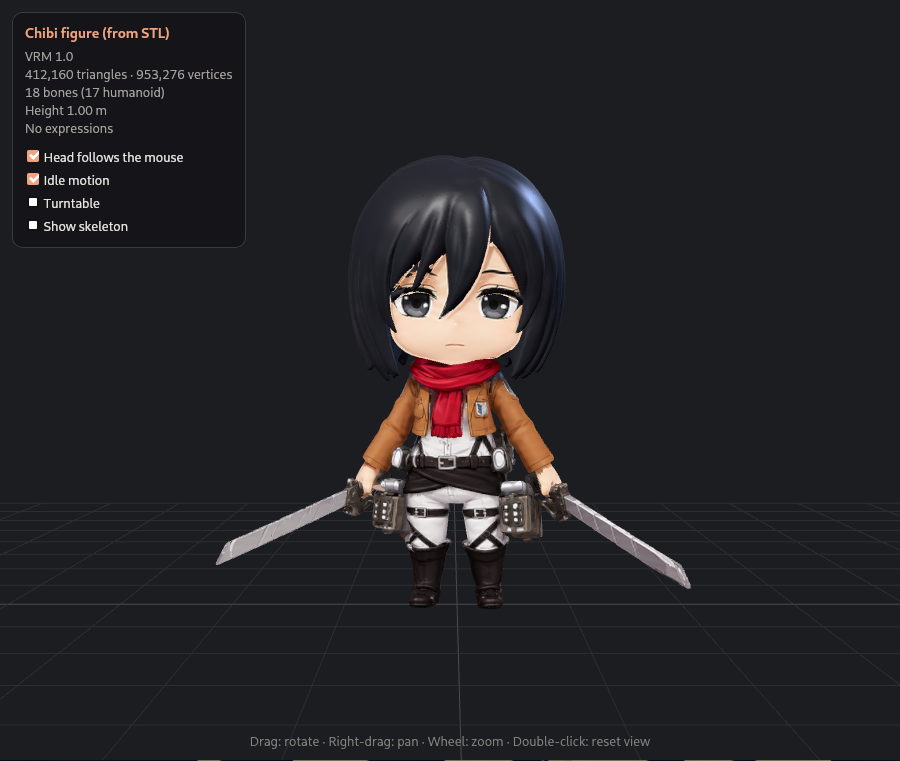 Chibi figure (from STL)
VRM 1.0
412,160 triangles · 953,276 vertices
18 bones (17 humanoid)
Height 1.00 m
No expressions
Head follows the mouse
Idle motion
Turntable
Show skeleton
Drag: rotate · Right-drag: pan · Wheel: zoom · Double-click: reset view